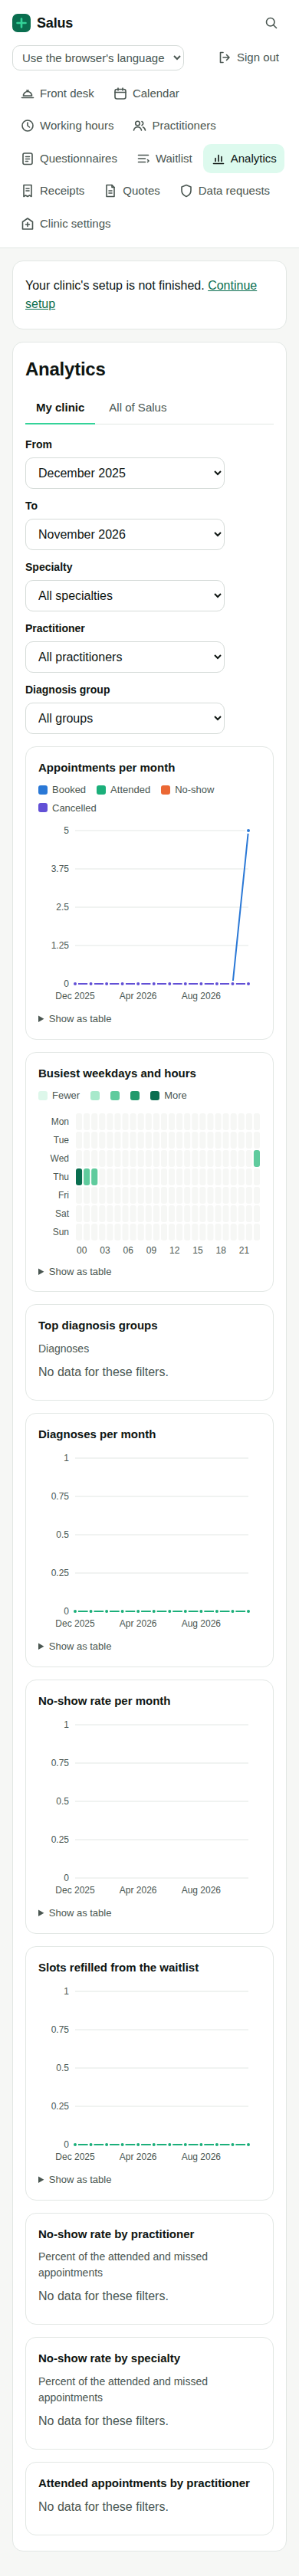 Salus
Use the browser's language
Sign out
Front desk
Calendar
Working hours
Practitioners
Questionnaires
Waitlist
Analytics
Receipts
Quotes
Data requests
Clinic settings
Your clinic's setup is not finished. Continue
setup
Analytics
My clinic
All of Salus
From
December 2025
To
November 2026
Specialty
All specialties
Practitioner
All practitioners
Diagnosis group
All groups
Appointments per month
Booked Attended No-show
Cancelled
5
3.75
2.5
1.25
0
Dec 2025 Apr 2026 Aug 2026
Show as table
Busiest weekdays and hours
Fewer More
Mon
Tue
Wed
Thu
Fri
Sat
Sun
00 03 06 09 12 15 18 21
Show as table
Top diagnosis groups
Diagnoses
No data for these filters.
Diagnoses per month
1
0.75
0.5
0.25
0
Dec 2025 Apr 2026 Aug 2026
Show as table
No-show rate per month
1
0.75
0.5
0.25
0
Dec 2025 Apr 2026 Aug 2026
Show as table
Slots refilled from the waitlist
1
0.75
0.5
0.25
0
Dec 2025 Apr 2026 Aug 2026
Show as table
No-show rate by practitioner
Percent of the attended and missed
appointments
No data for these filters.
No-show rate by specialty
Percent of the attended and missed
appointments
No data for these filters.
Attended appointments by practitioner
No data for these filters.